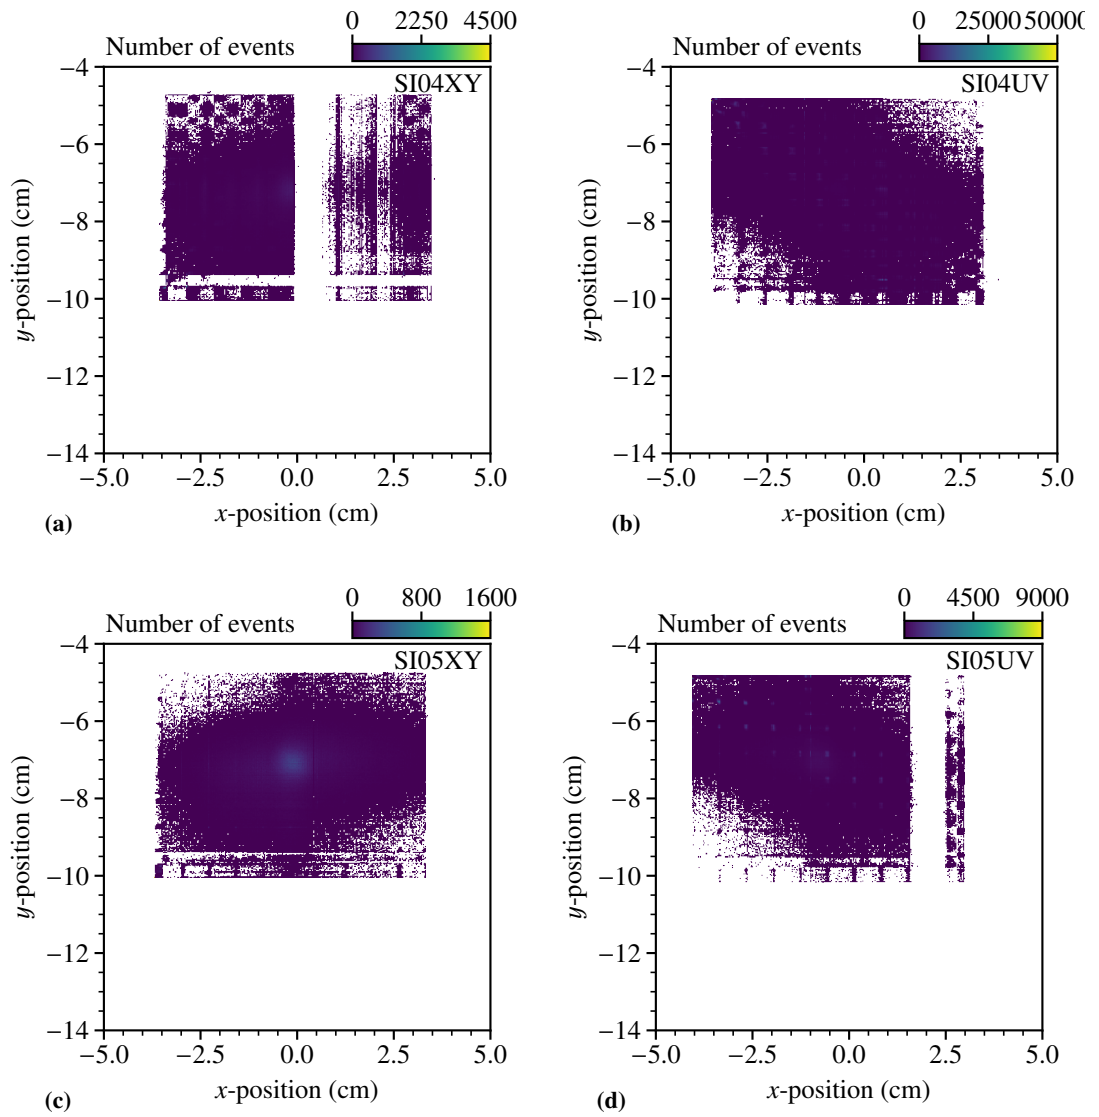 0 2250 4500
Number of events
SI04XY
−4
−6
−8
−10
−12
−14
y-position (cm)
−5.0 −2.5 0.0 2.5 5.0
x-position (cm)
(a)
0 25000 50000
Number of events
SI04UV
−4
−6
−8
−10
−12
−14
y-position (cm)
−5.0 −2.5 0.0 2.5 5.0
x-position (cm)
(b)
0 800 1600
Number of events
SI05XY
−4
−6
−8
−10
−12
−14
y-position (cm)
−5.0 −2.5 0.0 2.5 5.0
x-position (cm)
(c)
0 4500 9000
Number of events
SI05UV
−4
−6
−8
−10
−12
−14
y-position (cm)
−5.0 −2.5 0.0 2.5 5.0
x-position (cm)
(d)